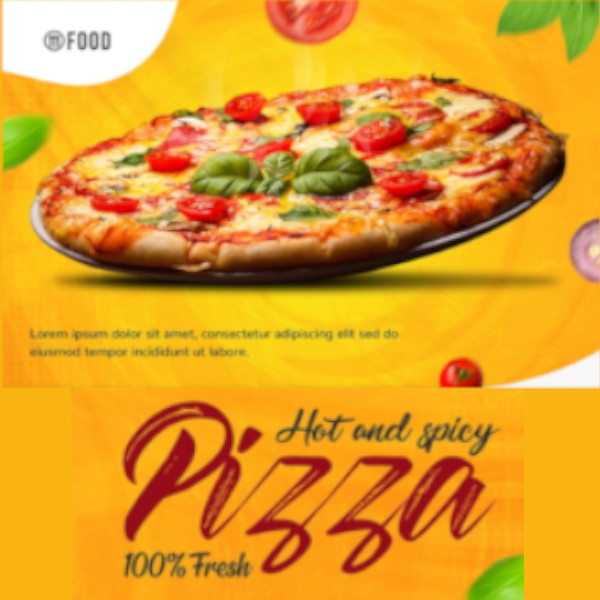 FOOD
Lorem ipsum dolor sit amet, consectetur adipiscing elit sed do
eiusmod tempor incididunt ut labore.
Hot and spicy
Pizza
100% Fresh